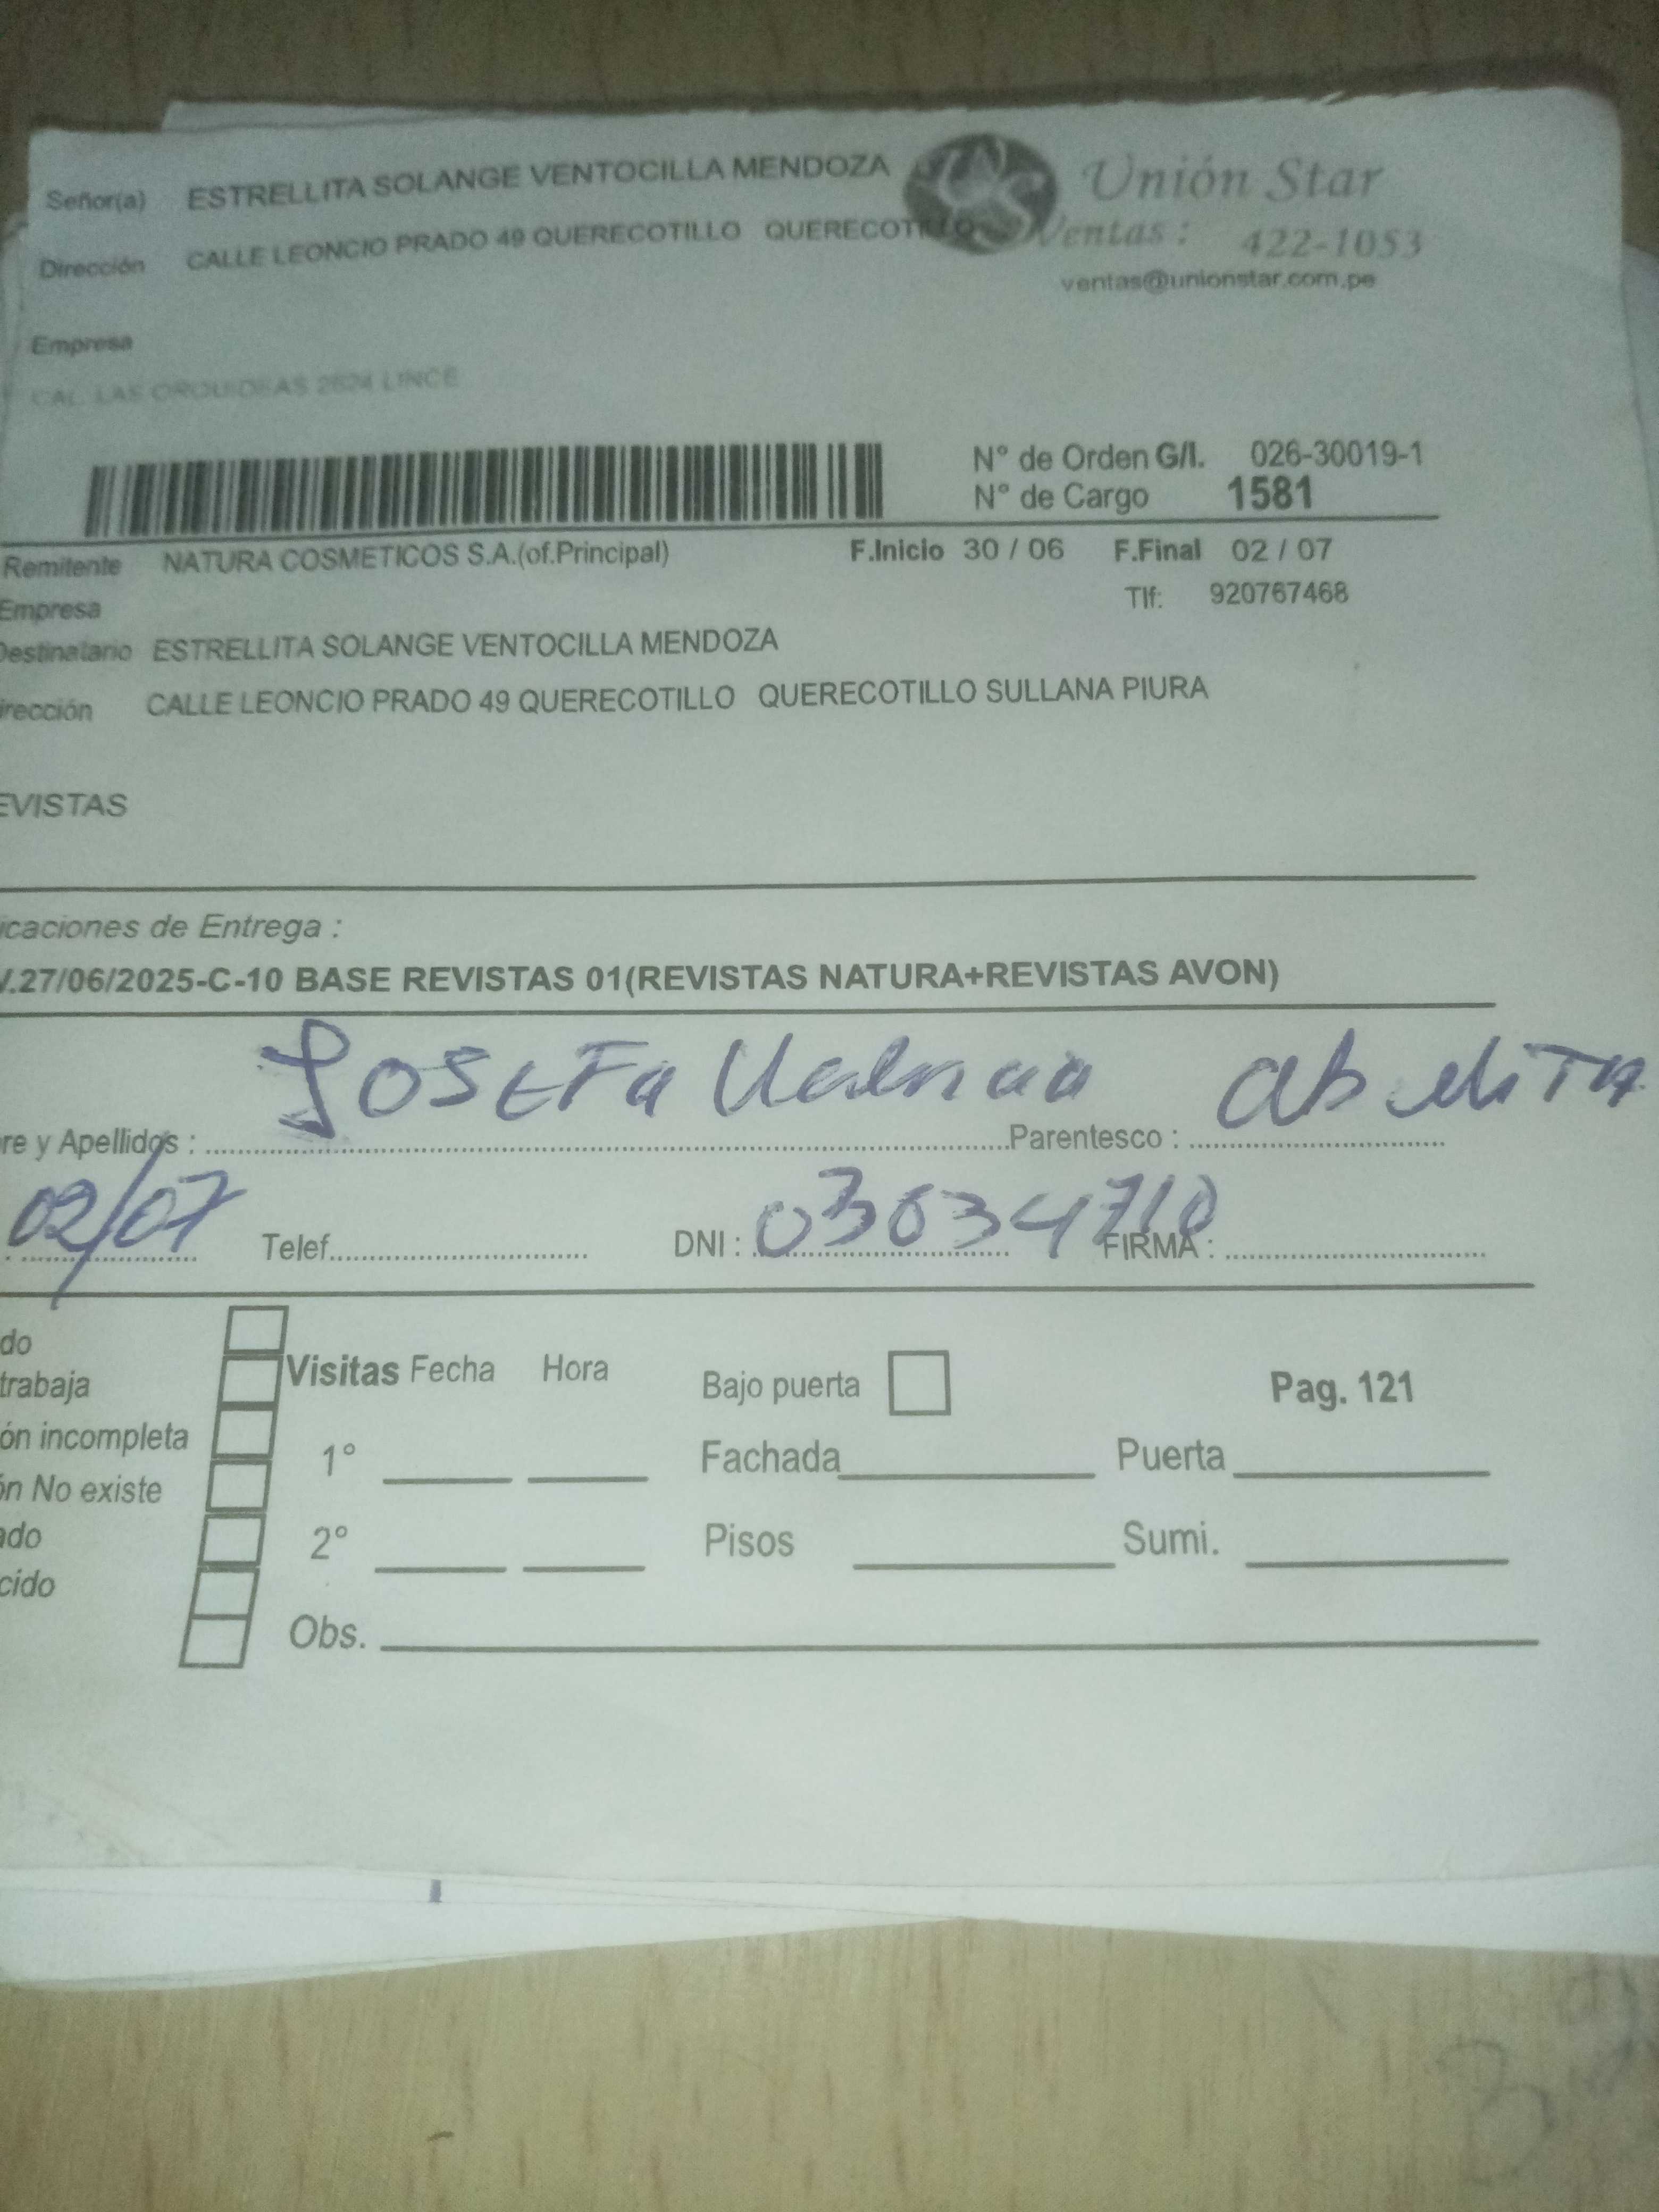 Señor(a) ESTRELLITA SOLANGE VENTOCILLA MENDOZA
Unión Star
Dirección CALLE LEONCIO PRADO 49 QUERECOTILLO QUERECOTILLO
Ventas : 422-1053
ventas@unionstar.com.pe
Empresa
CAL. LAS ORQUIDEAS 2624 LINCE
N° de Orden G/I. 026-30019-1
N° de Cargo 1581
Remitente NATURA COSMETICOS S.A.(of.Principal) F.Inicio 30 / 06 F.Final 02 / 07
Empresa Tlf: 920767468
Destinatario ESTRELLITA SOLANGE VENTOCILLA MENDOZA
irección CALLE LEONCIO PRADO 49 QUERECOTILLO QUERECOTILLO SULLANA PIURA
EVISTAS
icaciones de Entrega :
V.27/06/2025-C-10 BASE REVISTAS 01(REVISTAS NATURA+REVISTAS AVON)
JOSEFa abuelita
re y Apellidos : Parentesco :
02/07 Telef. DNI : 03634710 FIRMA :
do
trabaja
Visitas Fecha Hora Bajo puerta Pag. 121
ón incompleta
1° Fachada Puerta
ón No existe
ado
2° Pisos Sumi.
cido
Obs.